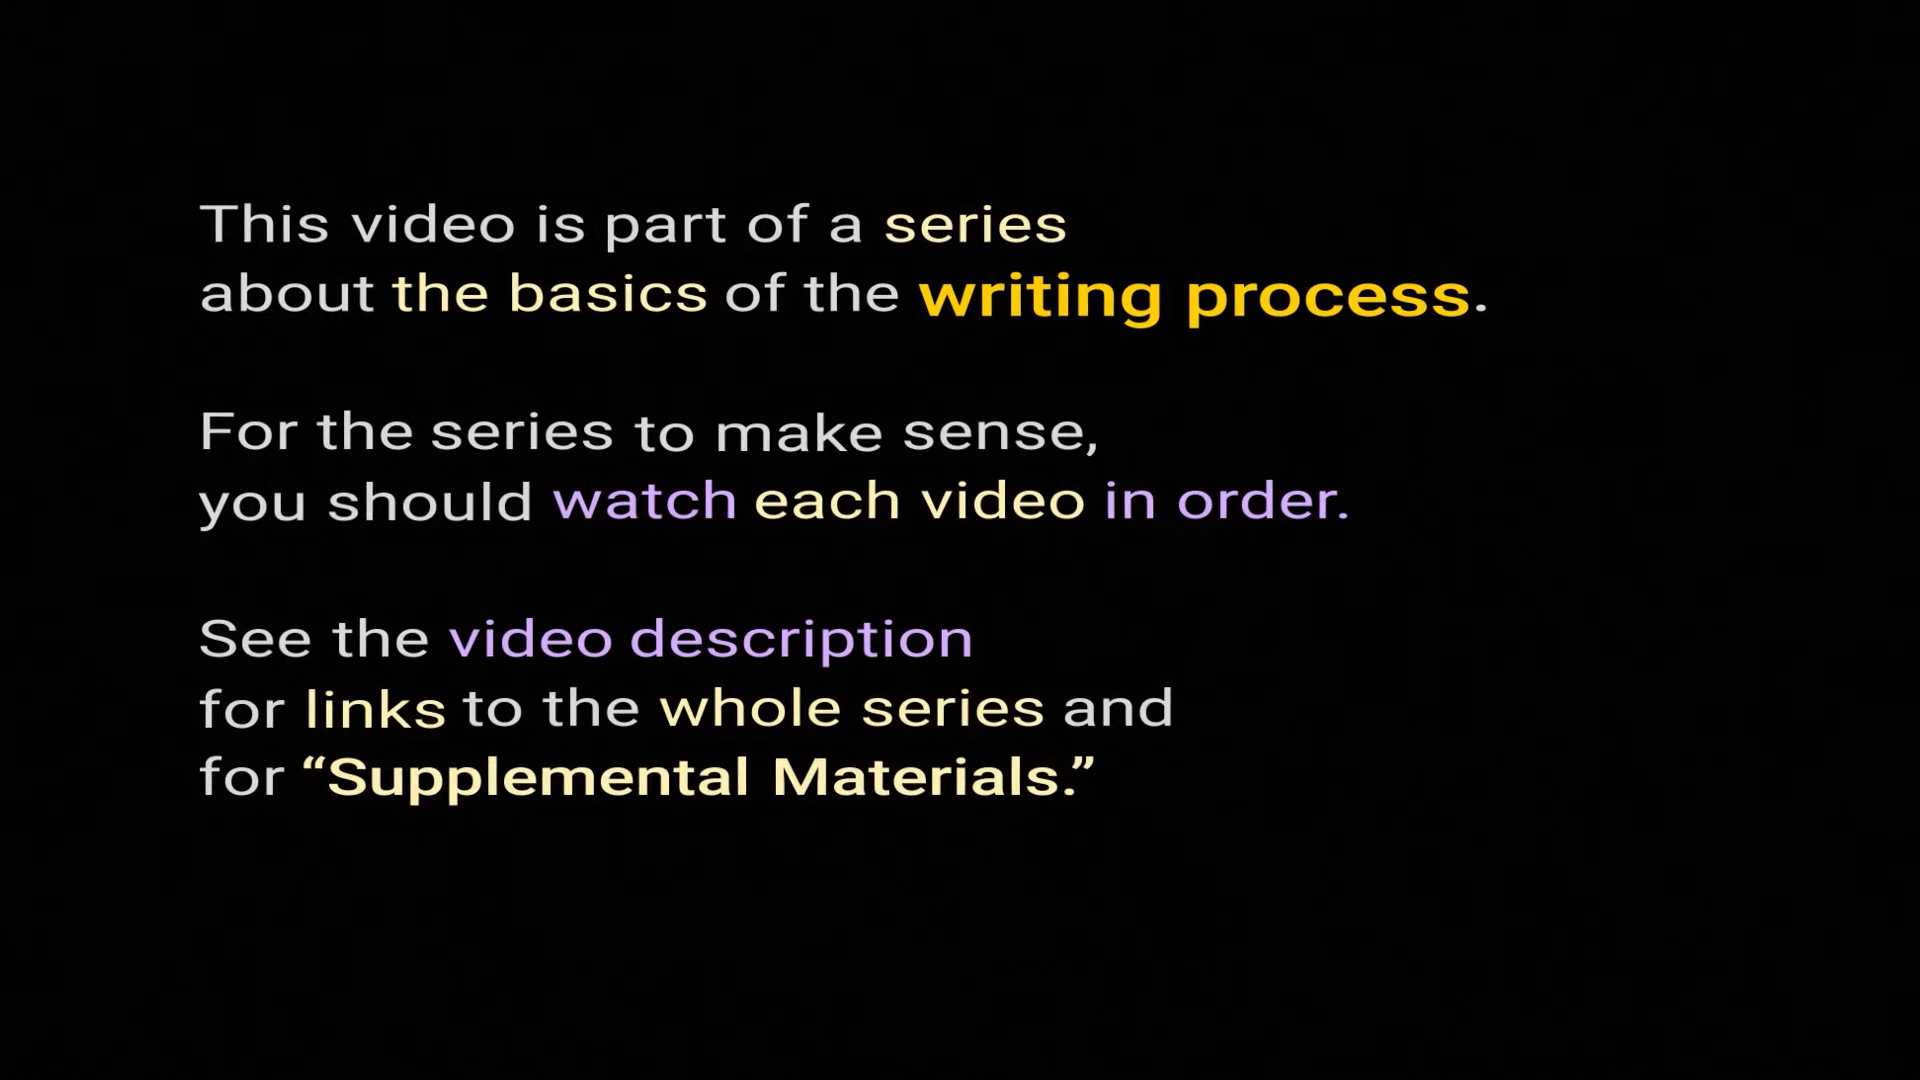 This video is part of a series
about the basics of the writing process.
For the series to make sense,
you should watch each video in order.
See the video description
for links to the whole series and
for “Supplemental Materials.”